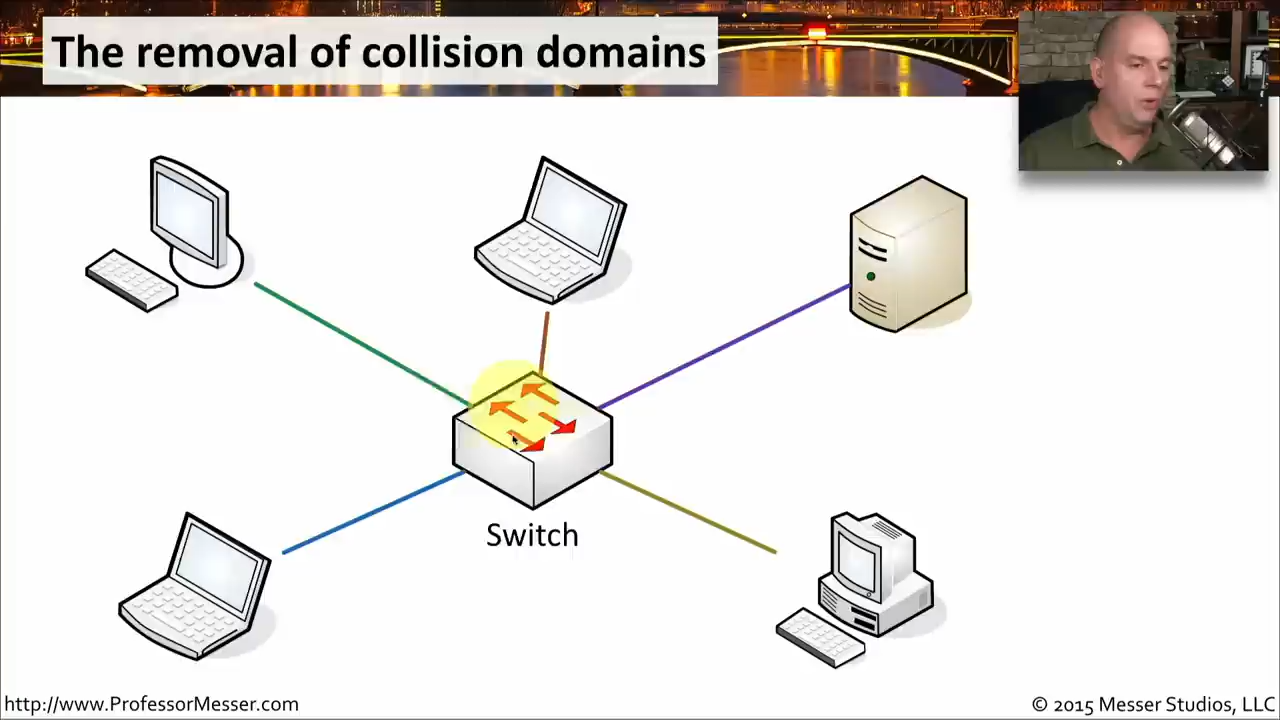 The removal of collision domains
Switch
http://www.ProfessorMesser.com
© 2015 Messer Studios, LLC